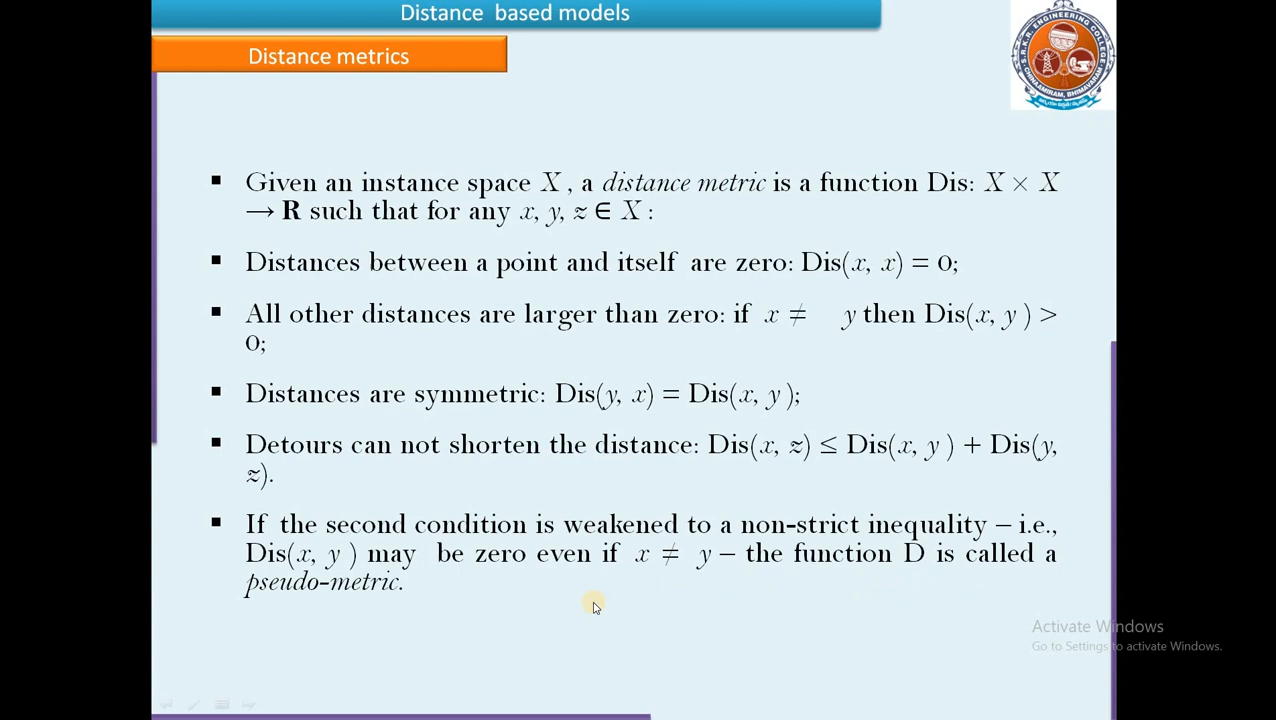 Distance based models
Distance metrics
S.R.K.R. ENGINEERING COLLEGE
CHINAAMIRAM, BHIMAVARAM
▪ Given an instance space X , a distance metric is a function Dis: X × X
→ R such that for any x, y, z ∈ X :
▪ Distances between a point and itself are zero: Dis(x, x) = 0;
▪ All other distances are larger than zero: if x ≠ y then Dis(x, y ) >
0;
▪ Distances are symmetric: Dis(y, x) = Dis(x, y );
▪ Detours can not shorten the distance: Dis(x, z) ≤ Dis(x, y ) + Dis(y,
z).
▪ If the second condition is weakened to a non-strict inequality – i.e.,
Dis(x, y ) may be zero even if x ≠ y – the function D is called a
pseudo-metric.
Activate Windows
Go to Settings to activate Windows.